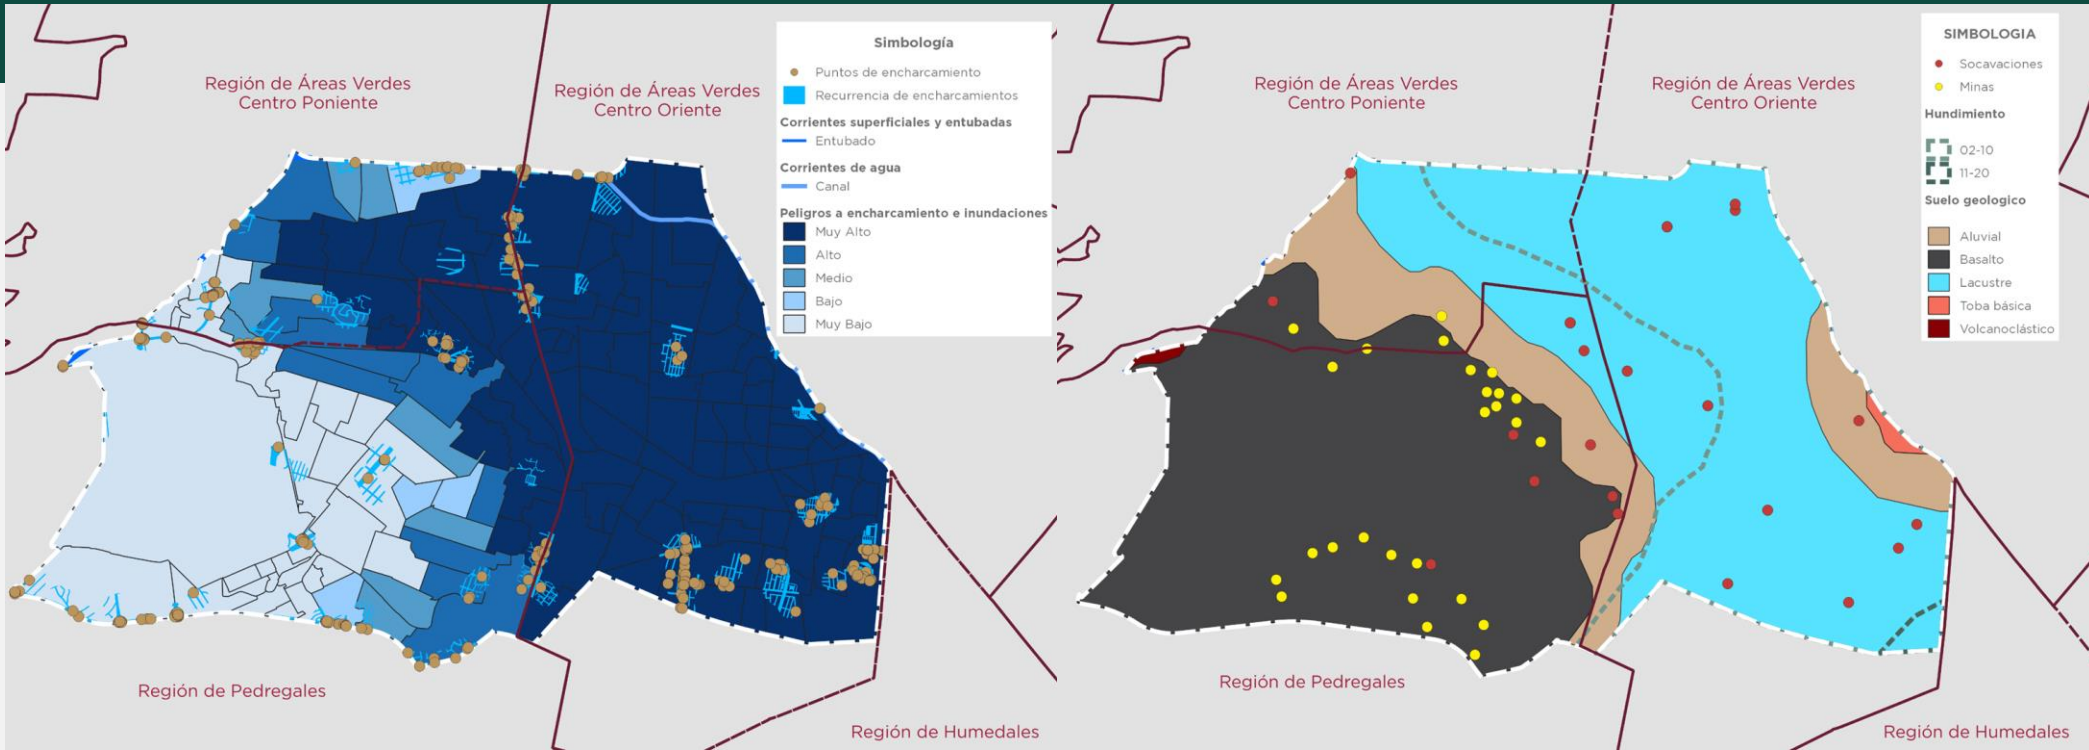 Región de Áreas Verdes
Centro Poniente
Región de Áreas Verdes
Centro Oriente
Simbología
Puntos de encharcamiento
Recurrencia de encharcamientos
Corrientes superficiales y entubadas
Entubado
Corrientes de agua
Canal
Peligros a encharcamiento e inundaciones
Muy Alto
Alto
Medio
Bajo
Muy Bajo
Región de Pedregales
Región de Humedales
Región de Áreas Verdes
Centro Poniente
Región de Áreas Verdes
Centro Oriente
SIMBOLOGIA
Socavaciones
Minas
Hundimiento
02-10
11-20
Suelo geologico
Aluvial
Basalto
Lacustre
Toba básica
Volcanoclástico
Región de Pedregales
Región de Humedales